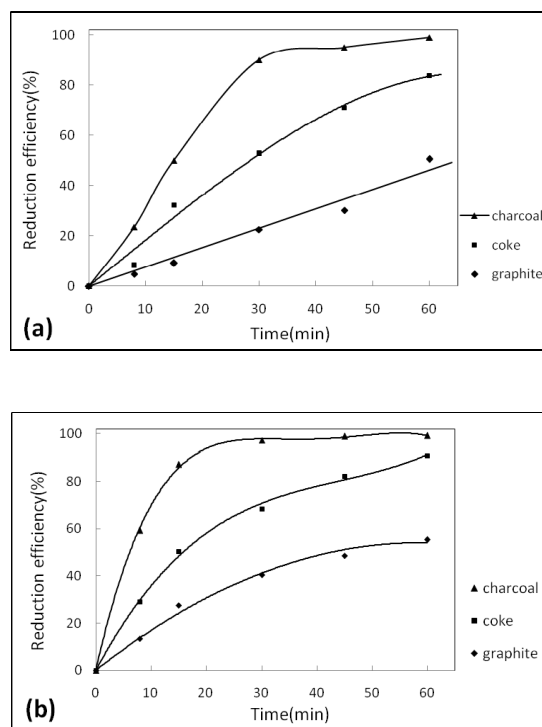 100
80
60
40
20
0
Reduction efficiency(%)
0 10 20 30 40 50 60
Time(min)
charcoal
coke
graphite
(a)
100
80
60
40
20
0
Reduction efficiency(%)
0 10 20 30 40 50 60
Time(min)
charcoal
coke
graphite
(b)